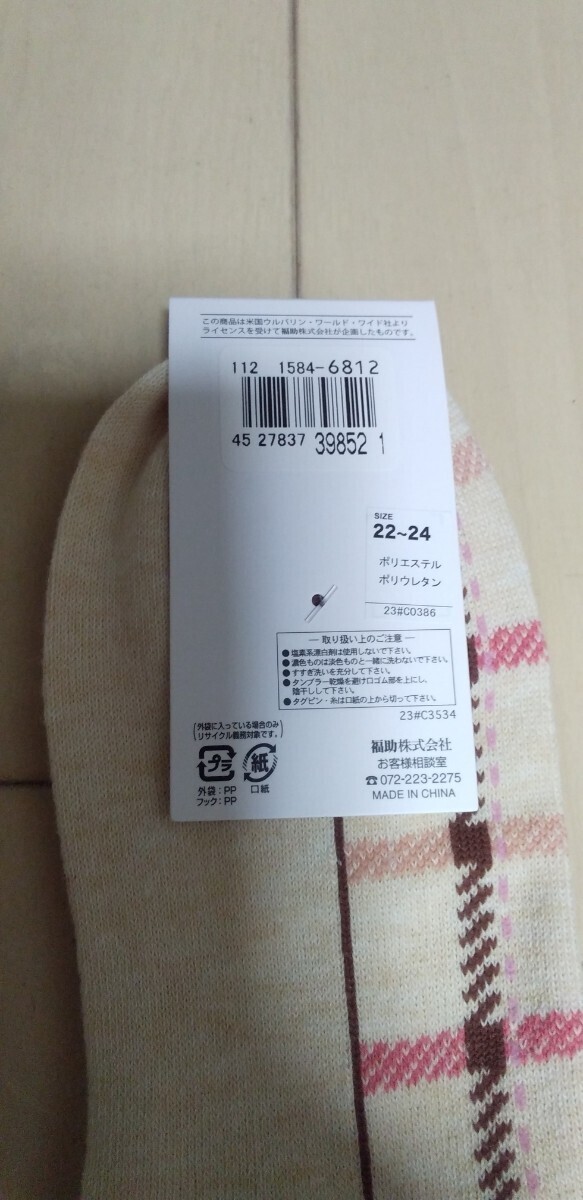 この商品は米国ウルバリン・ワールド・ワイド社より
ライセンスを受けて福助株式会社が企画したものです。
112 1584-6812
45 27837 39852 1
SIZE
22~24
ポリエステル
ポリウレタン
23#C0386
―取り扱い上のご注意―
●塩素系漂白剤は使用しないで下さい。
●濃色ものは淡色ものと一緒に洗わないで下さい。
●すすぎ洗いを充分して下さい。
●タンブラー乾燥を避け口ゴム部を上にし、
陰干しして下さい。
●タグピン・糸は口紙の上から切って下さい。
23#C3534
(外袋に入っている場合のみ
リサイクル義務対象です。)
プラ
紙
外袋:PP
フック:PP
口紙
福助株式会社
お客様相談室
☎072-223-2275
MADE IN CHINA